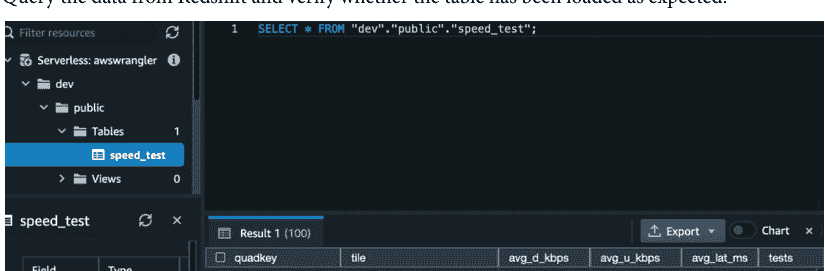 Query the data from Redshift and verify whether the table has been loaded as expected.
Filter resources
Serverless: awswrangler
dev
public
Tables 1
speed_test
Views 0
speed_test
Field Type
1 SELECT * FROM "dev"."public"."speed_test";
Result 1 (100)
Export
Chart
quadkey tile avg_d_kbps avg_u_kbps avg_lat_ms tests